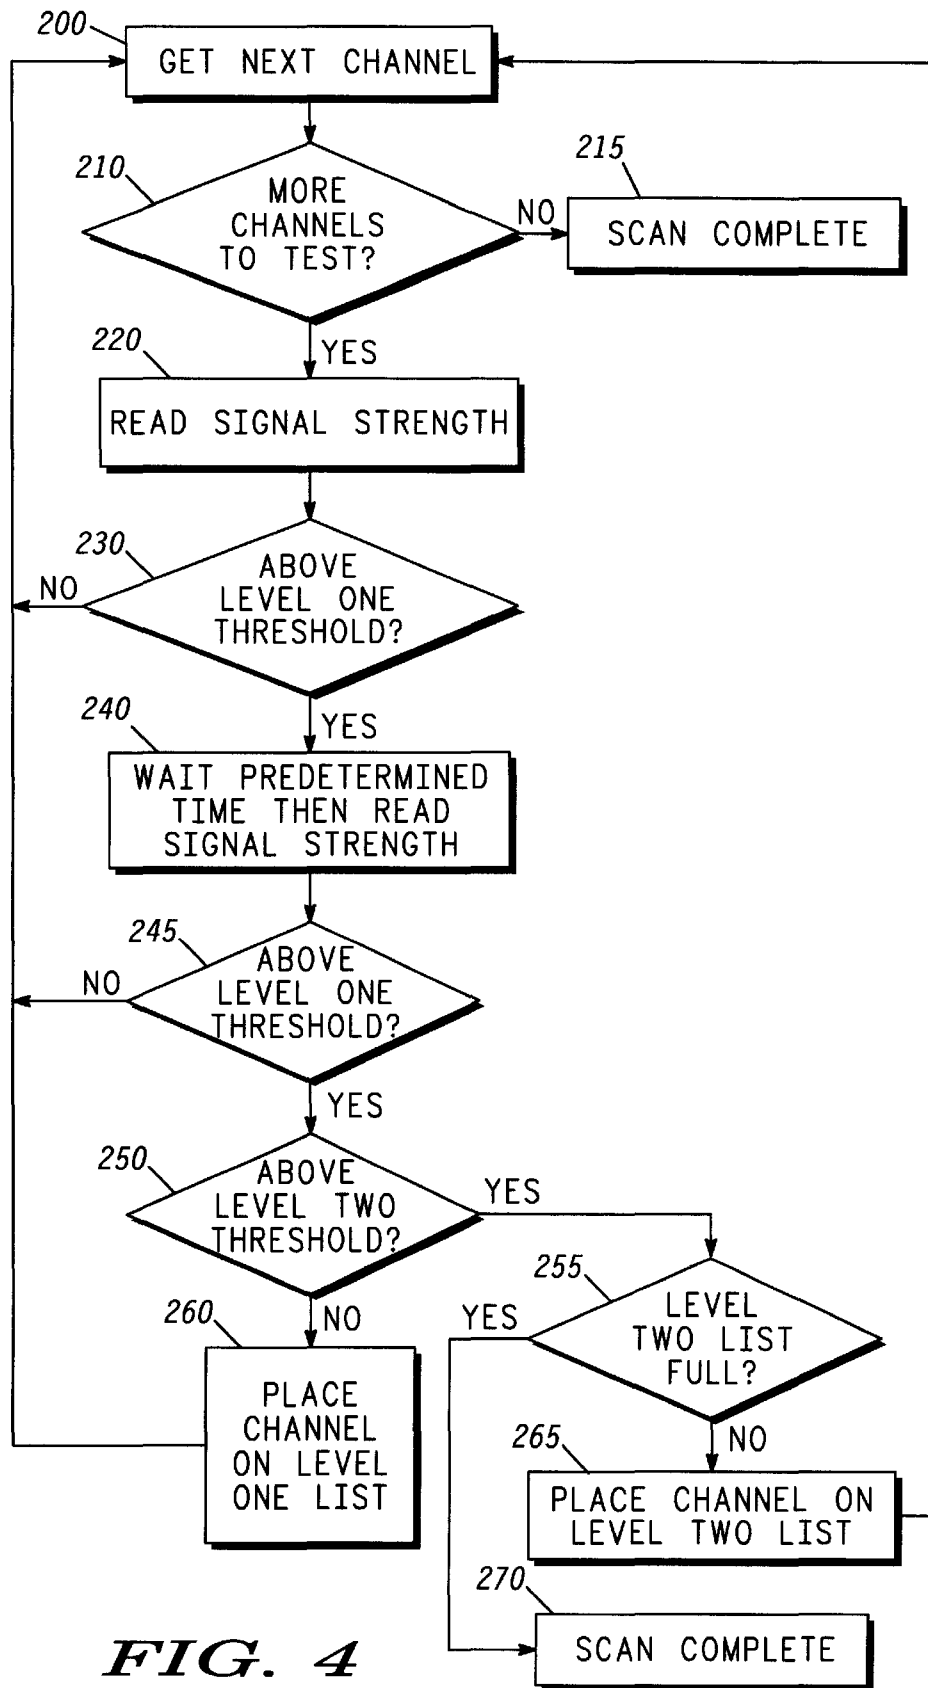 200
GET NEXT CHANNEL
210
MORE
CHANNELS
TO TEST?
NO
215
SCAN COMPLETE
YES
220
READ SIGNAL STRENGTH
230
ABOVE
LEVEL ONE
THRESHOLD?
NO
YES
240
WAIT PREDETERMINED
TIME THEN READ
SIGNAL STRENGTH
245
ABOVE
LEVEL ONE
THRESHOLD?
NO
YES
250
ABOVE
LEVEL TWO
THRESHOLD?
YES
NO
255
LEVEL
TWO LIST
FULL?
YES
NO
260
PLACE
CHANNEL
ON LEVEL
ONE LIST
265
PLACE CHANNEL ON
LEVEL TWO LIST
270
SCAN COMPLETE
FIG. 4